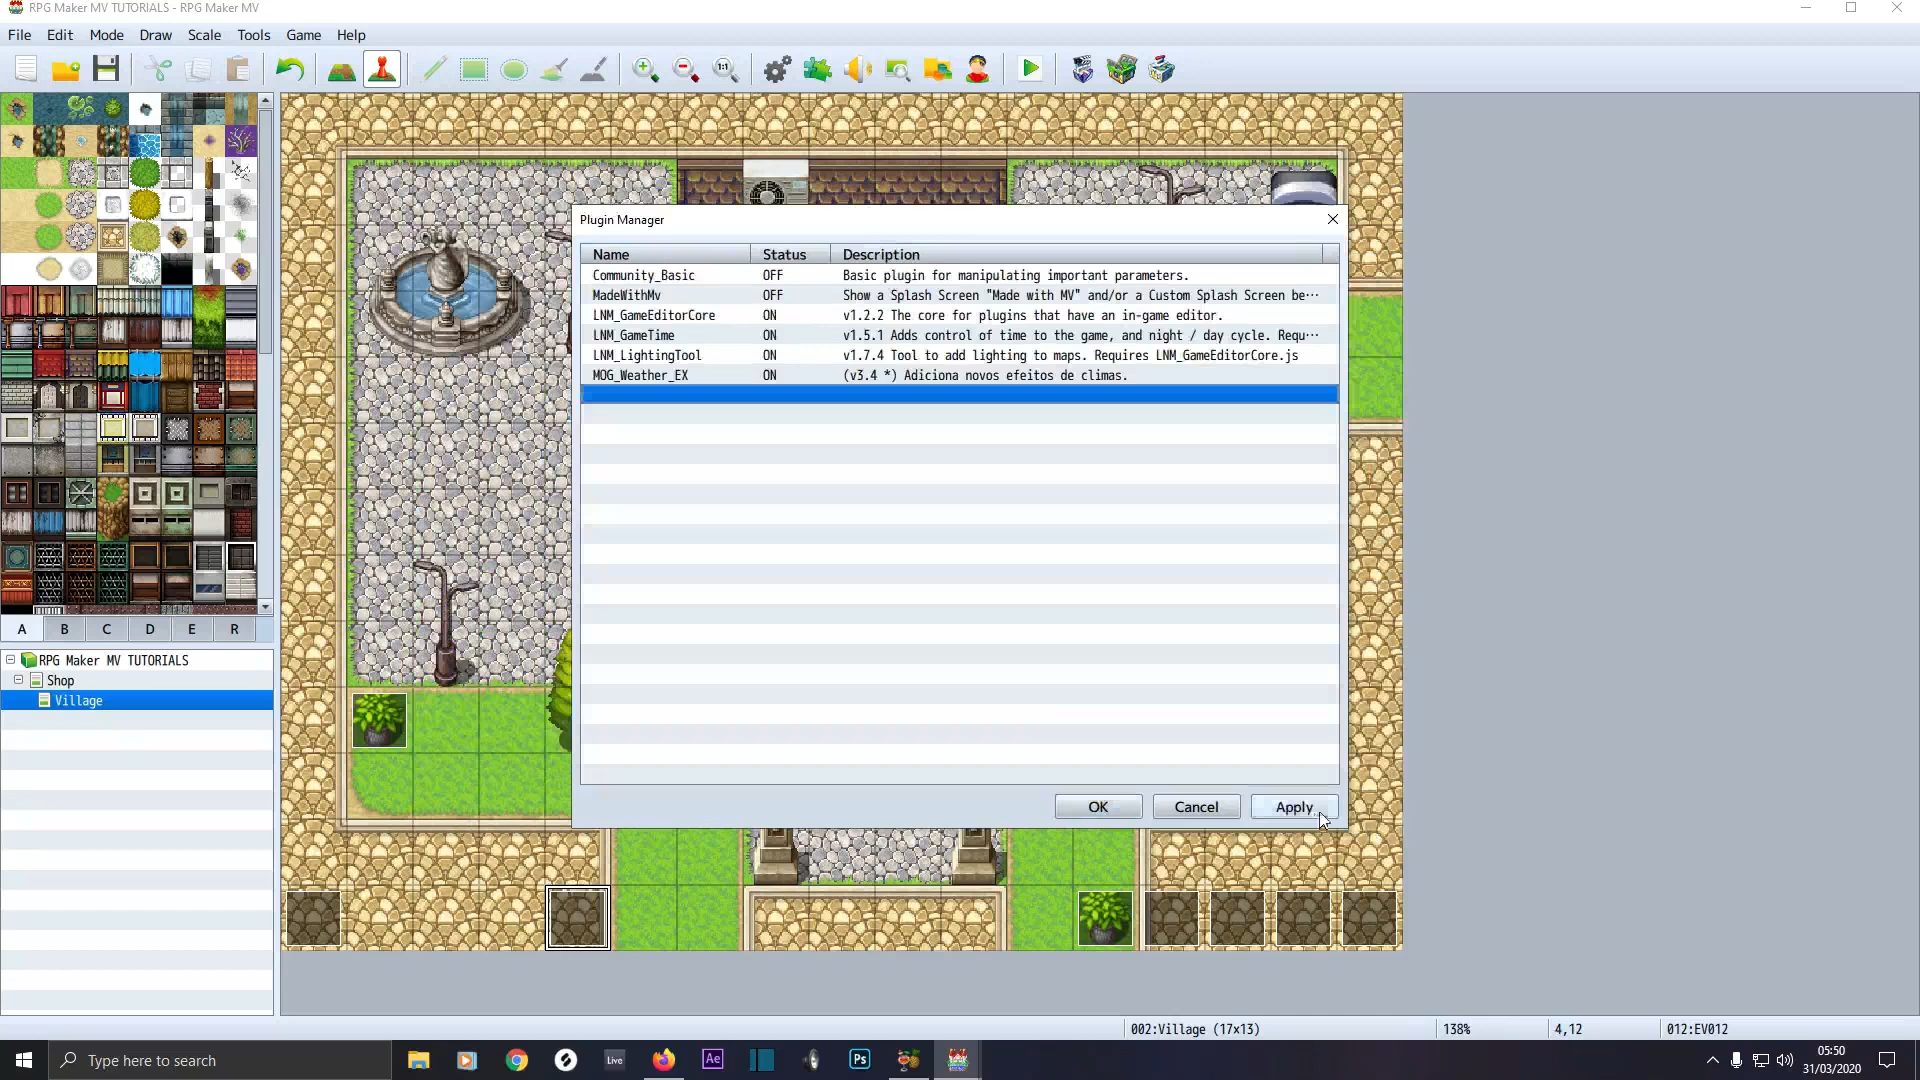 RPG Maker MV TUTORIALS - RPG Maker MV
File Edit Mode Draw Scale Tools Game Help
1:1
Plugin Manager
Name Status Description
Community_Basic OFF Basic plugin for manipulating important parameters.
MadeWithMv OFF Show a Splash Screen "Made with MV" and/or a Custom Splash Screen be…
LNM_GameEditorCore ON v1.2.2 The core for plugins that have an in-game editor.
LNM_GameTime ON v1.5.1 Adds control of time to the game, and night / day cycle. Requ…
LNM_LightingTool ON v1.7.4 Tool to add lighting to maps. Requires LNM_GameEditorCore.js
MOG_Weather_EX ON (v3.4 *) Adiciona novos efeitos de climas.
OK Cancel Apply
A B C D E R
RPG Maker MV TUTORIALS
Shop
Village
002:Village (17x13) 138% 4,12 012:EV012
Type here to search
Live
Ae
Ps
05:50
31/03/2020